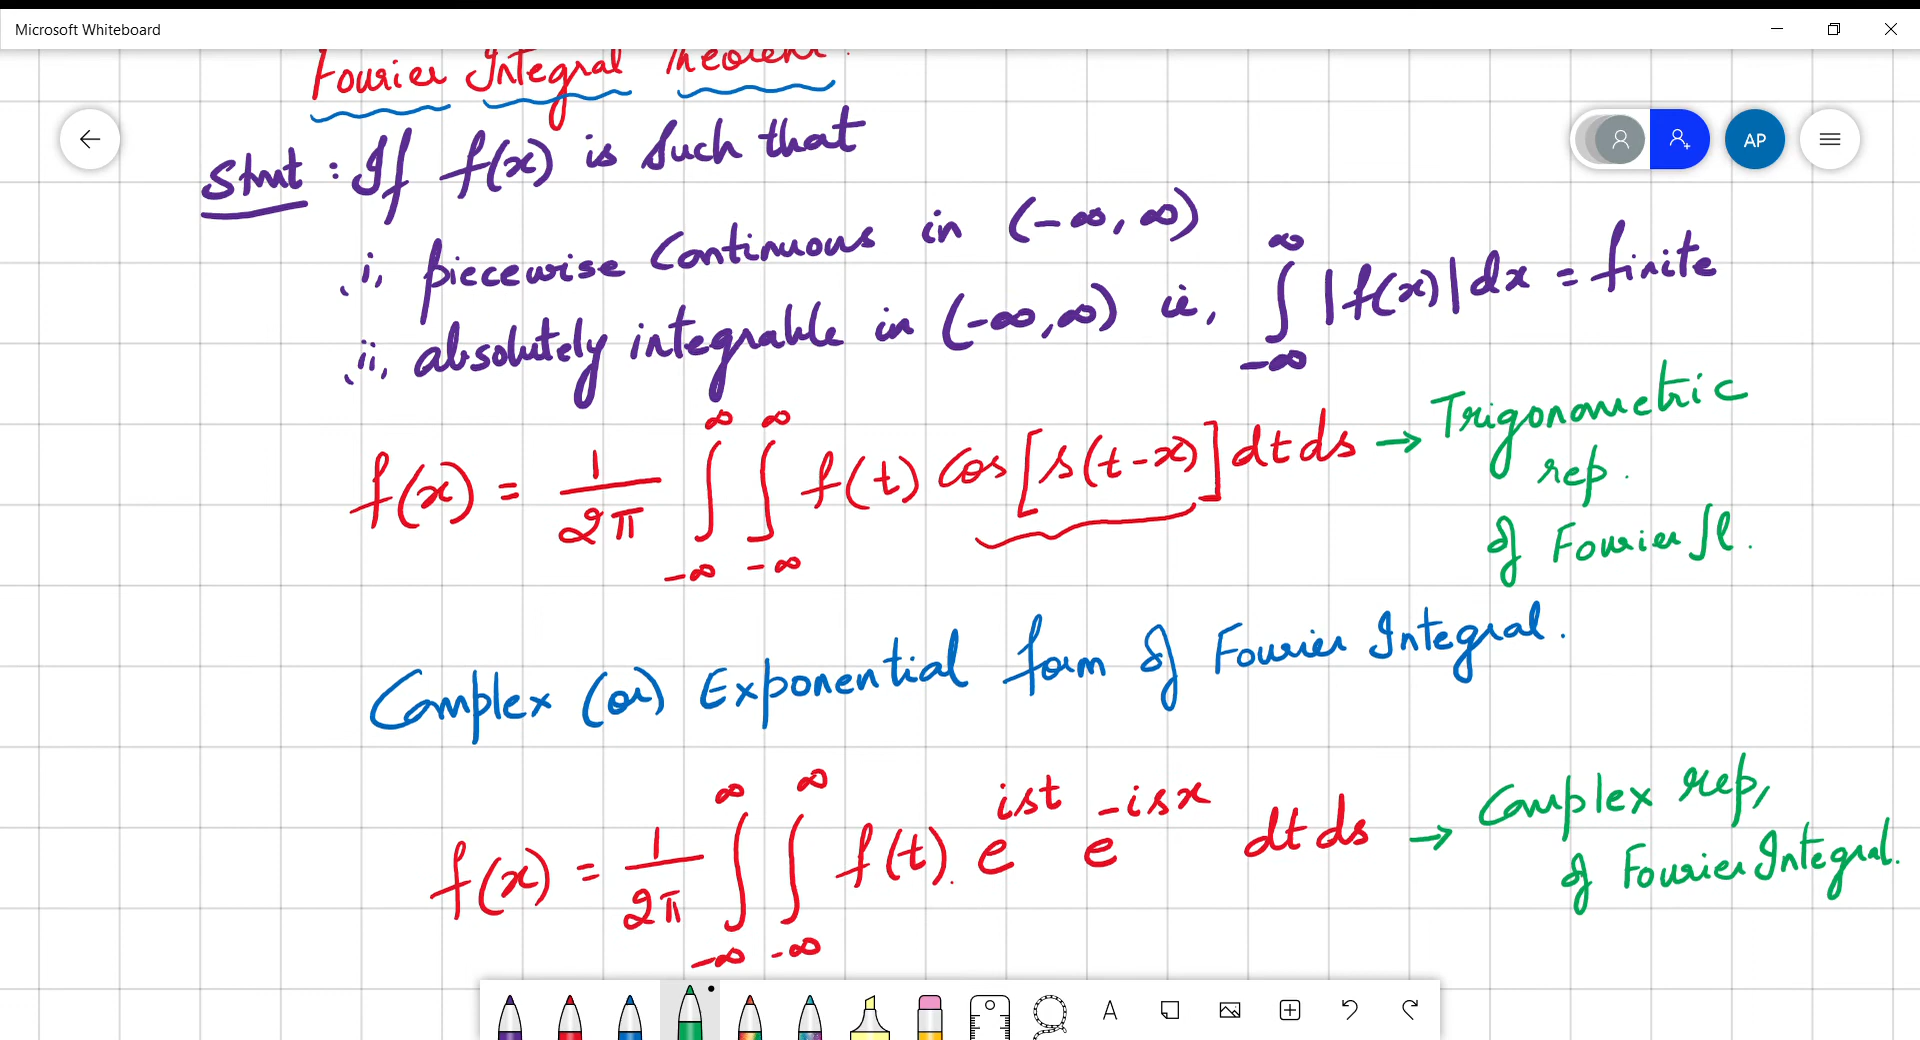 Microsoft Whiteboard
Fourier Integral Theorem.
AP
Stmt : If f(x) is such that
i, piecewise continuous in (-∞, ∞)
ii, absolutely integrable in (-∞,∞) ie, ∫_{-∞}^{∞} |f(x)| dx = finite
f(x) = 1/2π ∫_{-∞}^{∞} ∫_{-∞}^{∞} f(t) cos [s(t-x)] dt ds → Trigonometric
rep.
of Fourier ∫l.
Complex (or) Exponential form of Fourier Integral.
f(x) = 1/2π ∫_{-∞}^{∞} ∫_{-∞}^{∞} f(t). e^{ist} e^{-isx} dt ds → Complex rep,
of Fourier Integral.
A